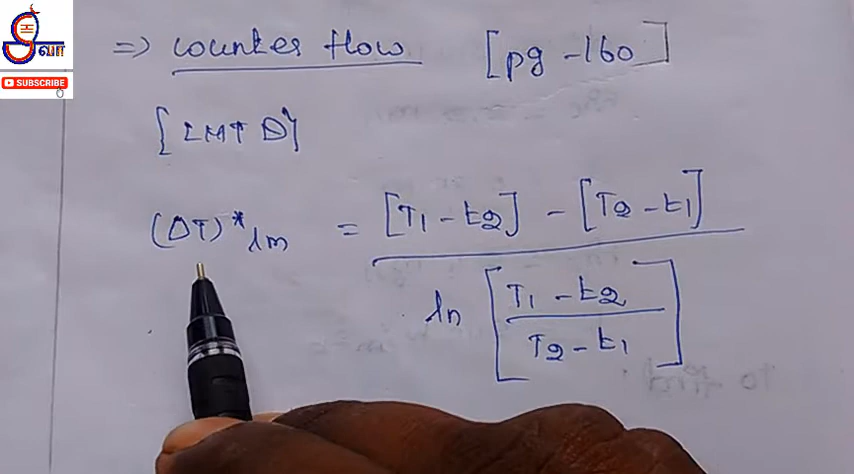 சிவா
SUBSCRIBE
=> counter flow [pg -160]
[LMTD]
(ΔT)*lm = [T1 - t2] - [T2 - t1]
ln [T1 - t2
T2 - t1]